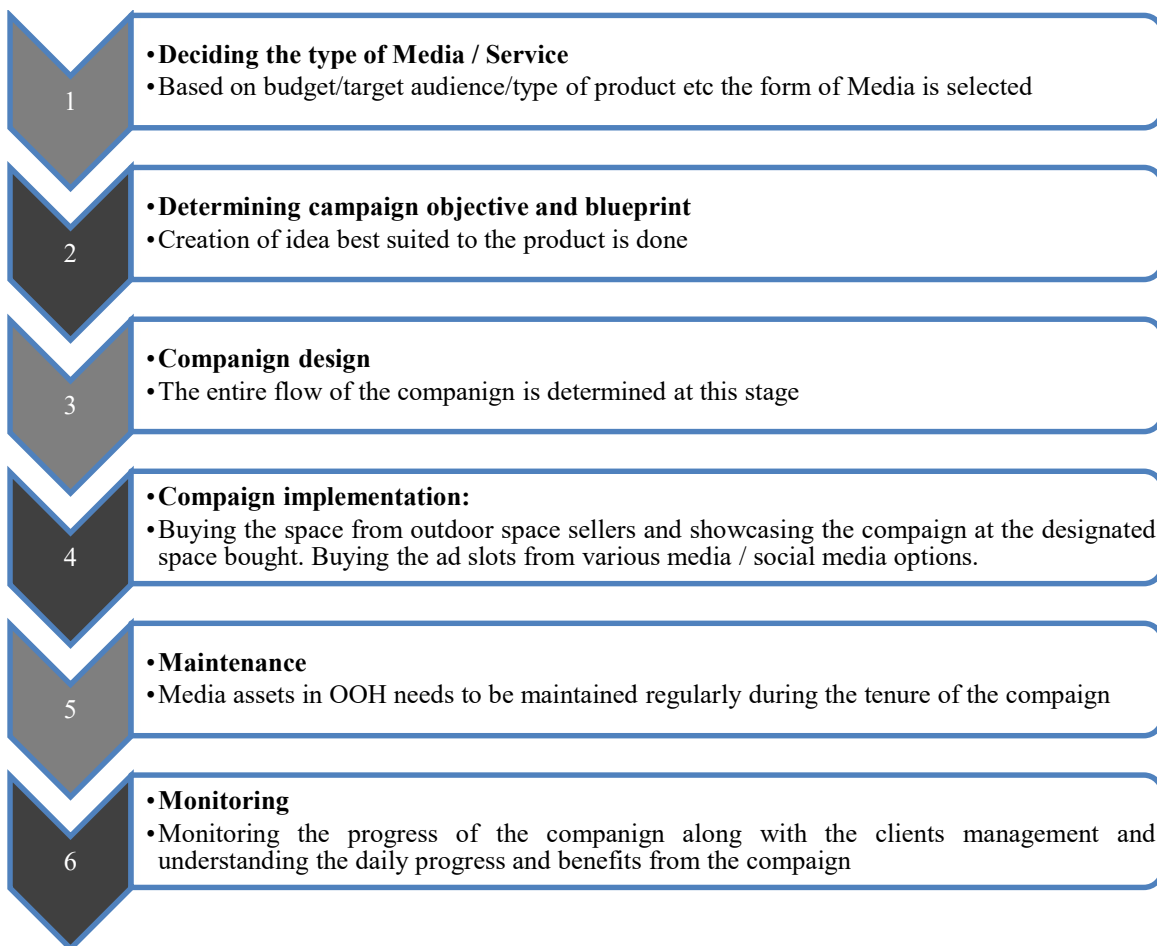 1
•Deciding the type of Media / Service
•Based on budget/target audience/type of product etc the form of Media is selected
2
•Determining campaign objective and blueprint
•Creation of idea best suited to the product is done
3
•Companign design
•The entire flow of the companign is determined at this stage
4
•Compaign implementation:
•Buying the space from outdoor space sellers and showcasing the compaign at the designated
space bought. Buying the ad slots from various media / social media options.
5
•Maintenance
•Media assets in OOH needs to be maintained regularly during the tenure of the compaign
6
•Monitoring
•Monitoring the progress of the companign along with the clients management and
understanding the daily progress and benefits from the compaign